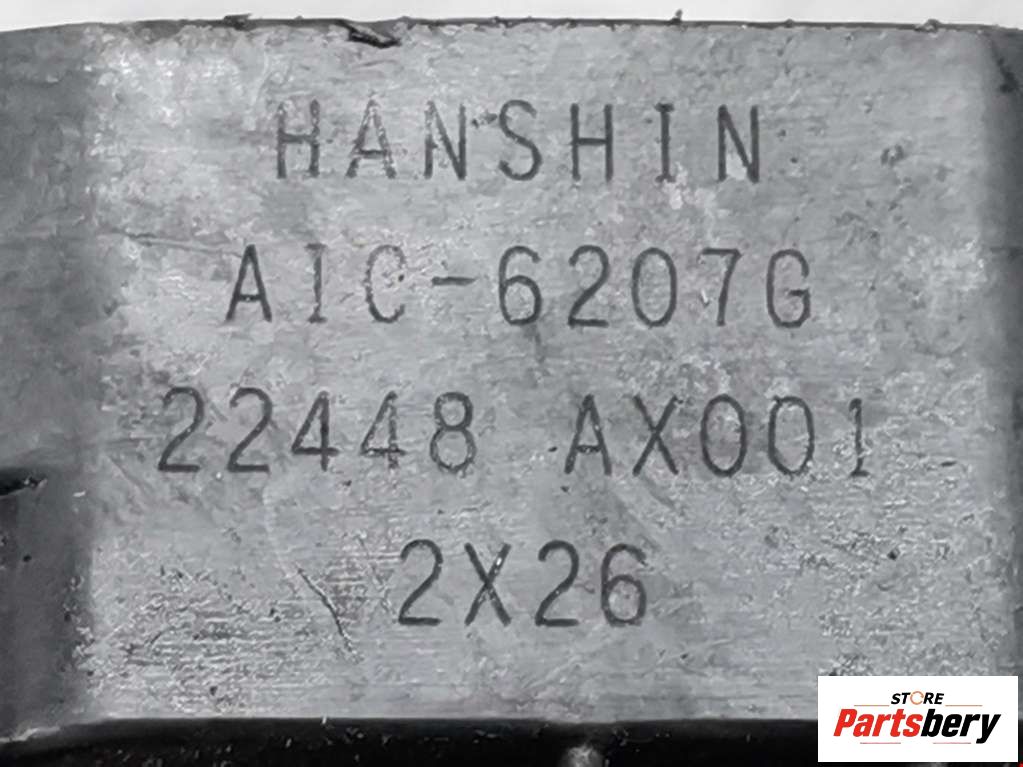 HANSHIN
AIC-6207G
22448 AX001
2X26
STORE
Partsbery